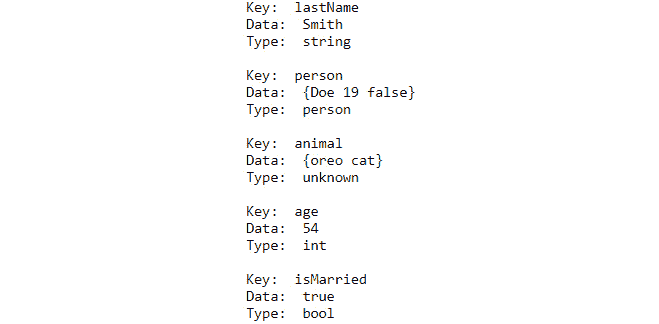 Key:  lastName
Data:  Smith
Type:  string
Key:  person
Data:  {Doe 19 false}
Type:  person
Key:  animal
Data:  {oreo cat}
Type:  unknown
Key:  age
Data:  54
Type:  int
Key:  isMarried
Data:  true
Type:  bool